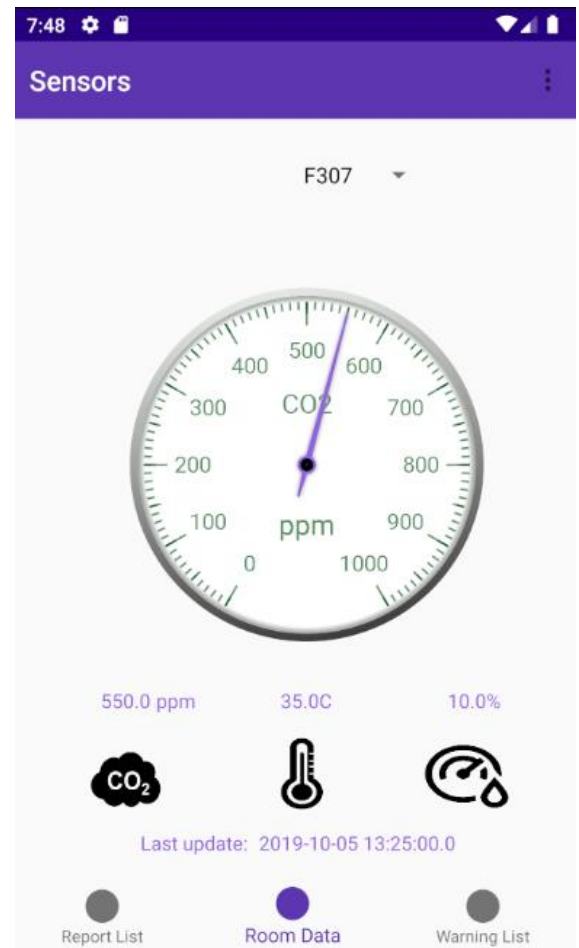 7:48
Sensors
F307
500
400 600
CO2
300 700
200 800
100 ppm 900
0 1000
550.0 ppm 35.0C 10.0%
CO2
Last update: 2019-10-05 13:25:00.0
Report List Room Data Warning List